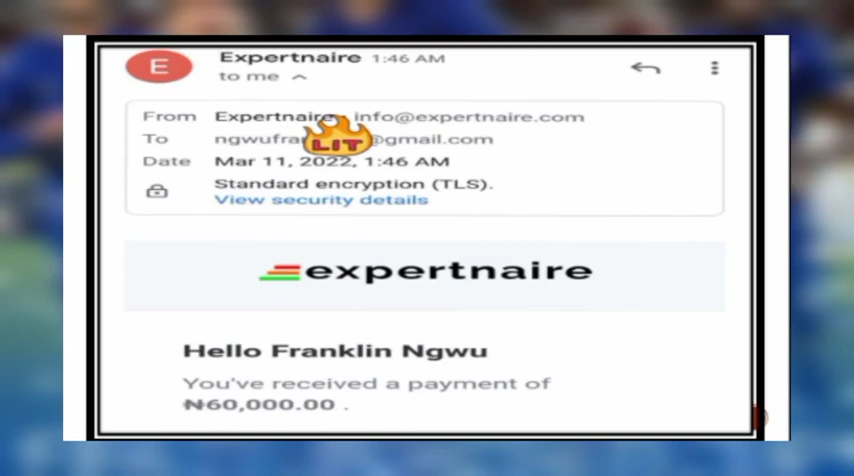 E
Expertnaire 1:46 AM
to me
From Expertnaire info@expertnaire.com
To ngwufra @gmail.com
LIT
Date Mar 11, 2022, 1:46 AM
Standard encryption (TLS).
View security details
expertnaire
Hello Franklin Ngwu
You've received a payment of
₦60,000.00 .